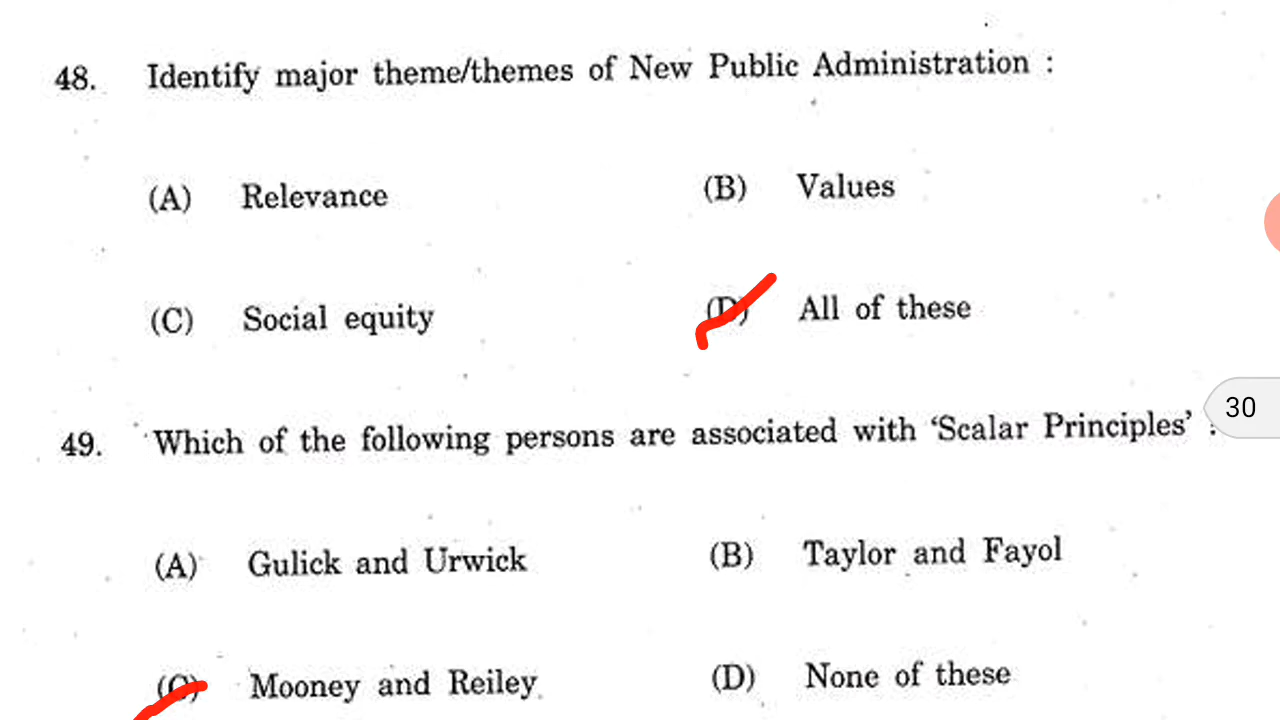 48. Identify major theme/themes of New Public Administration :
(A) Relevance (B) Values
(C) Social equity (D) All of these
49. Which of the following persons are associated with ‘Scalar Principles’ :
30
(A) Gulick and Urwick (B) Taylor and Fayol
(C) Mooney and Reiley (D) None of these